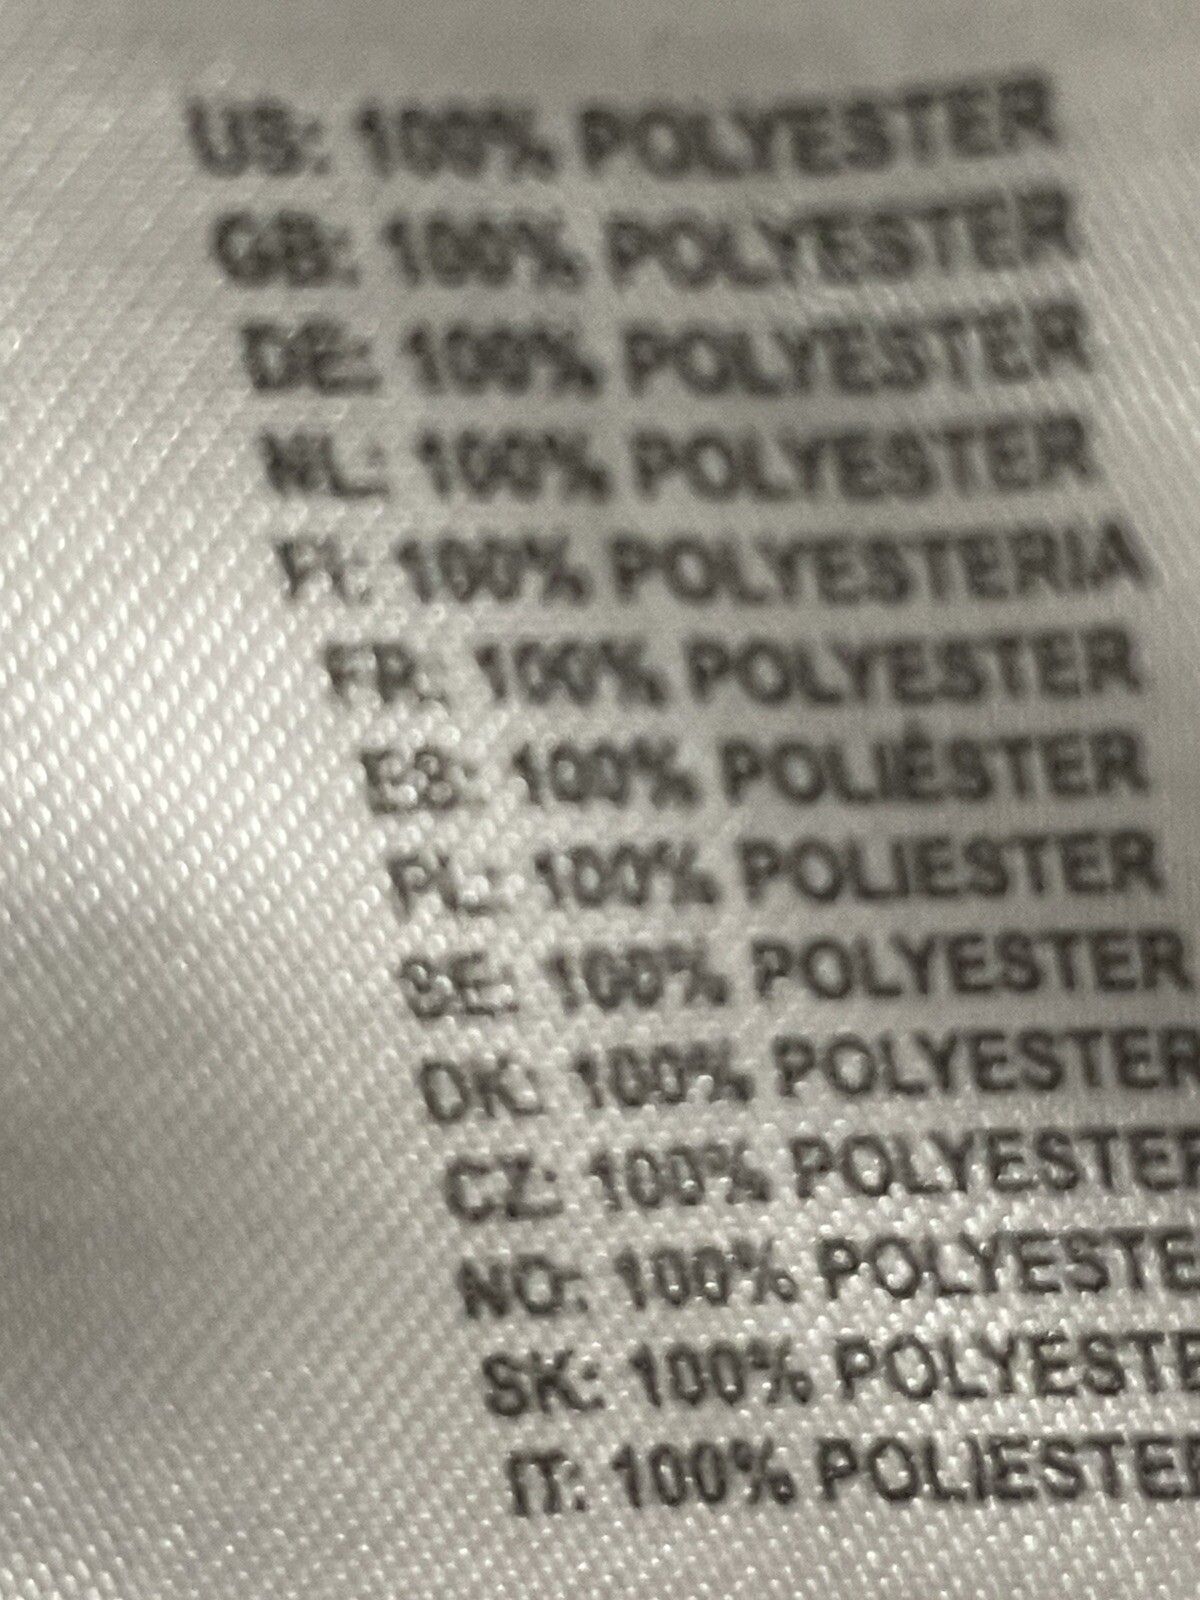 US: 100% POLYESTER
GB: 100% POLYESTER
DE: 100% POLYESTER
NL: 100% POLYESTER
FI: 100% POLYESTERIA
FR: 100% POLYESTER
ES: 100% POLIÉSTER
PL: 100% POLIESTER
SE: 100% POLYESTER
DK: 100% POLYESTER
CZ: 100% POLYESTER
NO: 100% POLYESTE
SK: 100% POLYESTE
IT: 100% POLIESTER